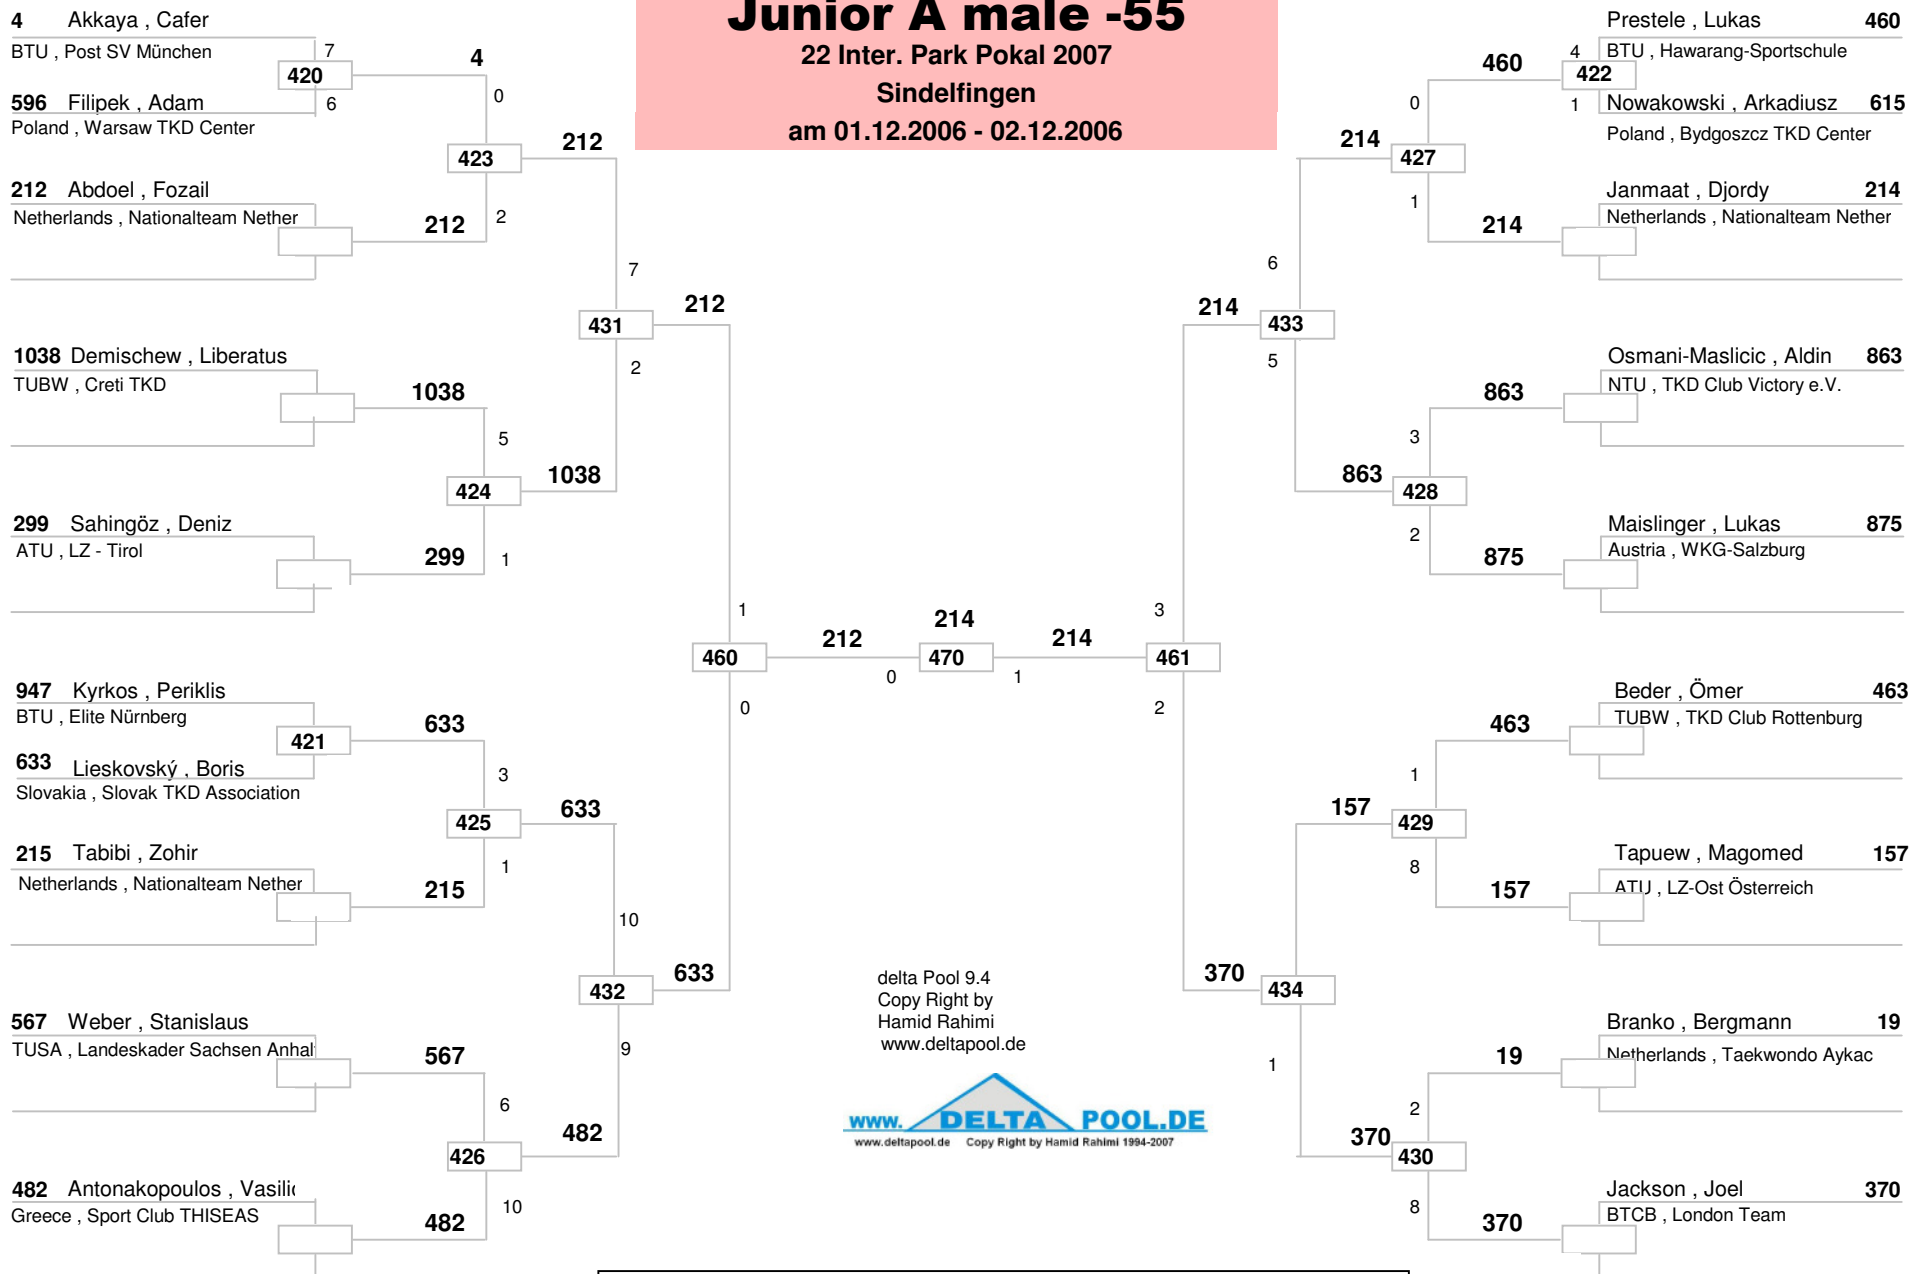 Junior A male -55
22 Inter. Park Pokal 2007
Sindelfingen
am 01.12.2006 - 02.12.2006
4 Akkaya , Cafer
BTU , Post SV München
7
420
4
596 Filipek , Adam
6
Poland , Warsaw TKD Center
0
423
212
212 Abdoel , Fozail
Netherlands , Nationalteam Nether
212
2
7
431
212
1038 Demischew , Liberatus
TUBW , Creti TKD
1038
2
5
424
1038
299 Sahingöz , Deniz
ATU , LZ - Tirol
299
1
1
460
212
0
0
947 Kyrkos , Periklis
BTU , Elite Nürnberg
421
633
633 Lieskovský , Boris
Slovakia , Slovak TKD Association
3
425
633
215 Tabibi , Zohir
Netherlands , Nationalteam Nether
215
1
10
432
633
567 Weber , Stanislaus
TUSA , Landeskader Sachsen Anhal
567
9
6
426
482
482 Antonakopoulos , Vasili
Greece , Sport Club THISEAS
482
10
214
470
Prestele , Lukas 460
BTU , Hawarang-Sportschule
4
422
460
Nowakowski , Arkadiusz 615
1
Poland , Bydgoszcz TKD Center
0
427
214
Janmaat , Djordy 214
Netherlands , Nationalteam Nether
214
1
6
433
214
5
Osmani-Maslicic , Aldin 863
NTU , TKD Club Victory e.V.
863
3
428
863
Maislinger , Lukas 875
Austria , WKG-Salzburg
875
2
3
461
214
1
2
Beder , Ömer 463
TUBW , TKD Club Rottenburg
463
1
429
157
Tapuew , Magomed 157
ATU , LZ-Ost Österreich
157
8
434
370
1
Branko , Bergmann 19
Netherlands , Taekwondo Aykac
19
2
430
370
Jackson , Joel 370
BTCB , London Team
370
8
delta Pool 9.4
Copy Right by
Hamid Rahimi
www.deltapool.de
www. DELTA POOL.DE
www.deltapool.de Copy Right by Hamid Rahimi 1994-2007